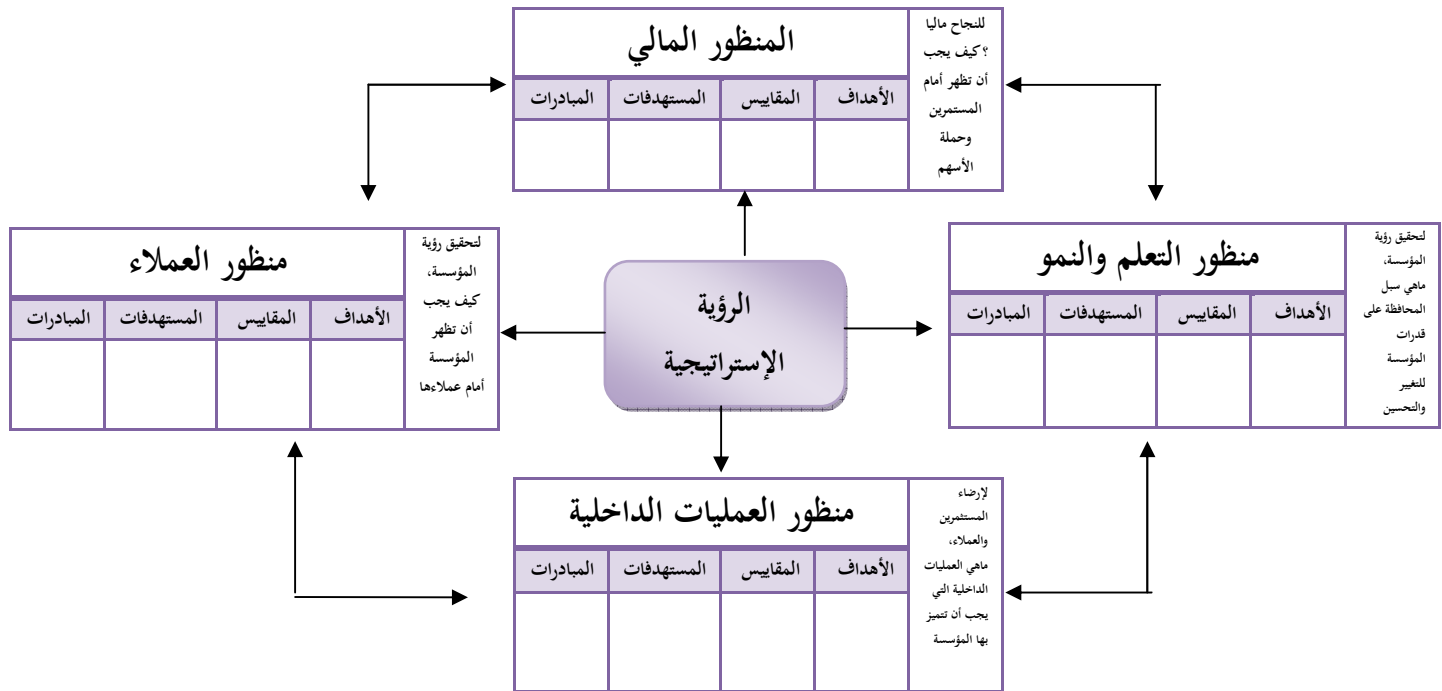 المنظور المالي
للنجاح ماليا
؟كيف يجب
أن تظهر أمام
المستمرين
وحملة
الأسهم
الأهداف المقاييس المستهدفات المبادرات
لتحقيق رؤية
المؤسسة،
ماهي سبل
المحافظة على
قدرات
المؤسسة
للتغيير
والتحسين
منظور التعلم والنمو
الأهداف المقاييس المستهدفات المبادرات
الرؤية
الإستراتيجية
لتحقيق رؤية
المؤسسة،
كيف يجب
أن تظهر
المؤسسة
أمام عملاءها
منظور العملاء
الأهداف المقاييس المستهدفات المبادرات
لإرضاء
المستثمرين
والعملاء،
ماهي العمليات
الداخلية التي
يجب أن تتميز
بها المؤسسة
منظور العمليات الداخلية
الأهداف المقاييس المستهدفات المبادرات